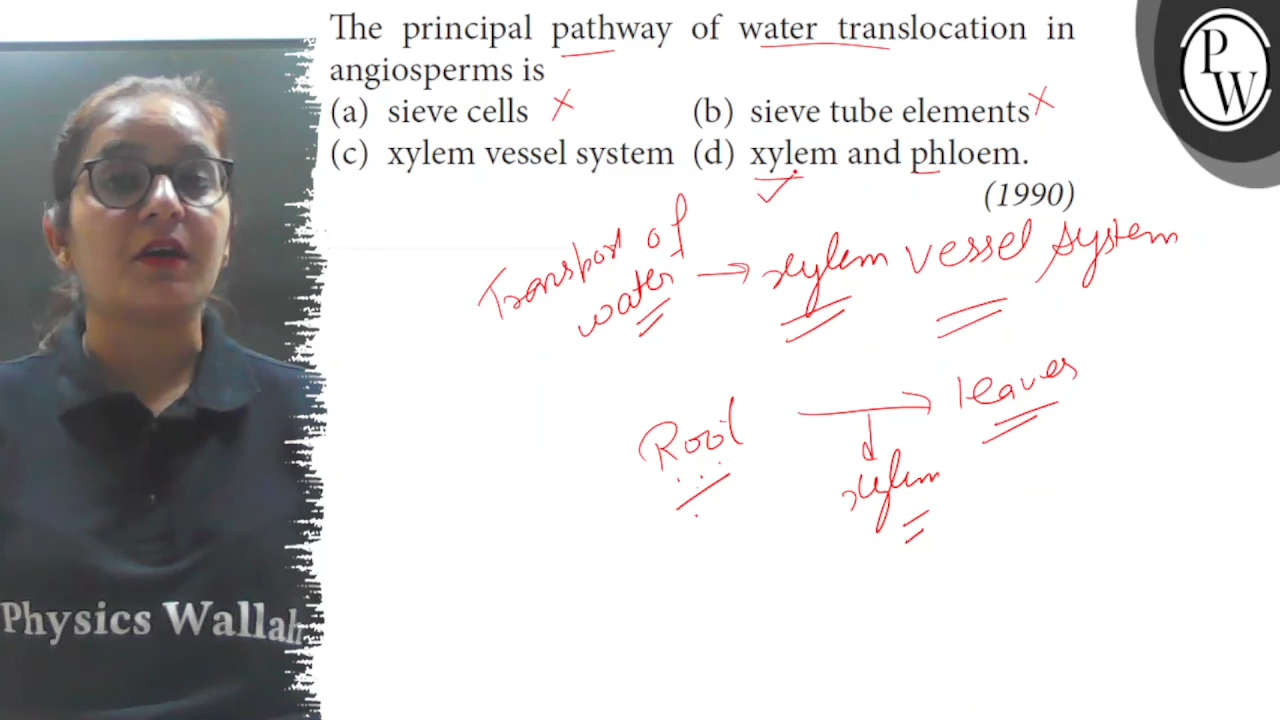 The principal pathway of water translocation in
angiosperms is
(a) sieve cells (b) sieve tube elements
(c) xylem vessel system (d) xylem and phloem.
(1990)
Transport of
water → xylem vessel system
Root → leaves
xylem
PW
Physics Wallah